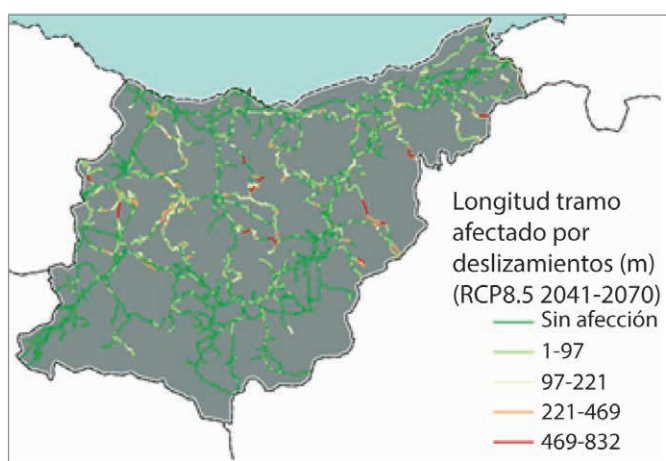 Longitud tramo
afectado por
deslizamientos (m)
(RCP8.5 2041-2070)
Sin afección
1-97
97-221
221-469
469-832